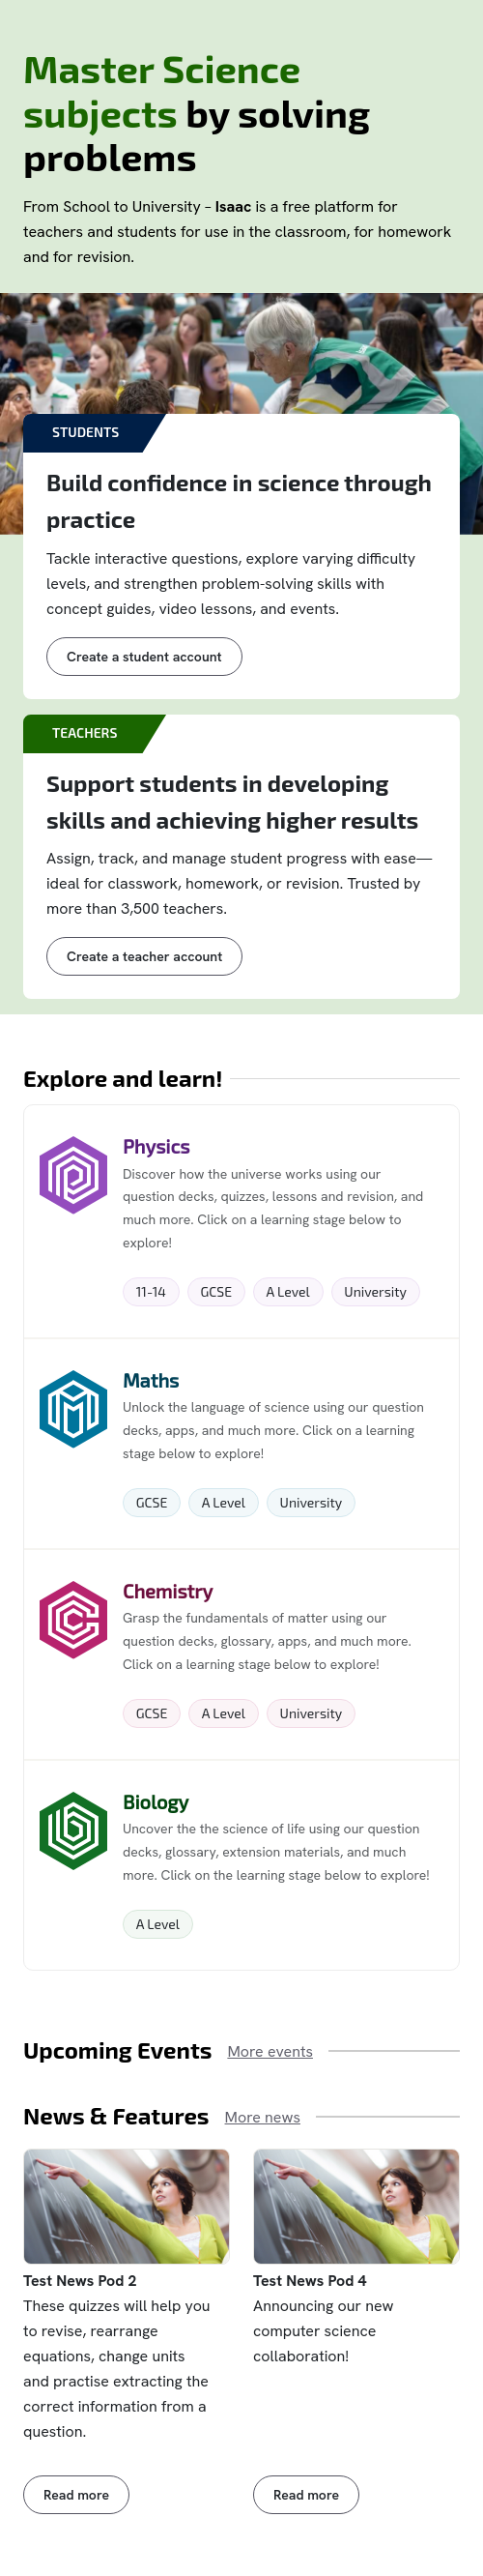 Master Science
subjects by solving
problems
From School to University – Isaac is a free platform for
teachers and students for use in the classroom, for homework
and for revision.
STUDENTS
Build confidence in science through
practice
Tackle interactive questions, explore varying difficulty
levels, and strengthen problem-solving skills with
concept guides, video lessons, and events.
Create a student account
TEACHERS
Support students in developing
skills and achieving higher results
Assign, track, and manage student progress with ease—
ideal for classwork, homework, or revision. Trusted by
more than 3,500 teachers.
Create a teacher account
Explore and learn!
Physics
Discover how the universe works using our
question decks, quizzes, lessons and revision, and
much more. Click on a learning stage below to
explore!
11-14 GCSE A Level University
Maths
Unlock the language of science using our question
decks, apps, and much more. Click on a learning
stage below to explore!
GCSE A Level University
Chemistry
Grasp the fundamentals of matter using our
question decks, glossary, apps, and much more.
Click on a learning stage below to explore!
GCSE A Level University
Biology
Uncover the the science of life using our question
decks, glossary, extension materials, and much
more. Click on the learning stage below to explore!
A Level
Upcoming Events More events
News & Features More news
Test News Pod 2
These quizzes will help you
to revise, rearrange
equations, change units
and practise extracting the
correct information from a
question.
Read more
Test News Pod 4
Announcing our new
computer science
collaboration!
Read more